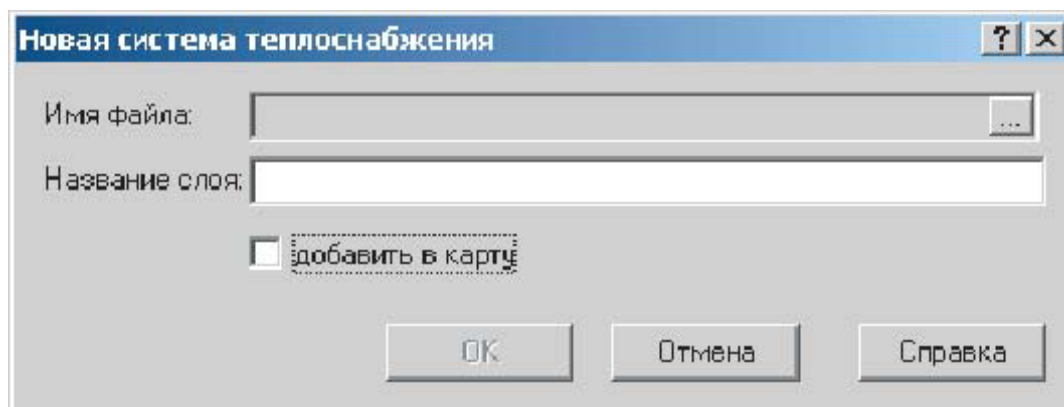 Новая система теплоснабжения
Имя файла:
...
Название слоя:
добавить в карту
OK Отмена Справка